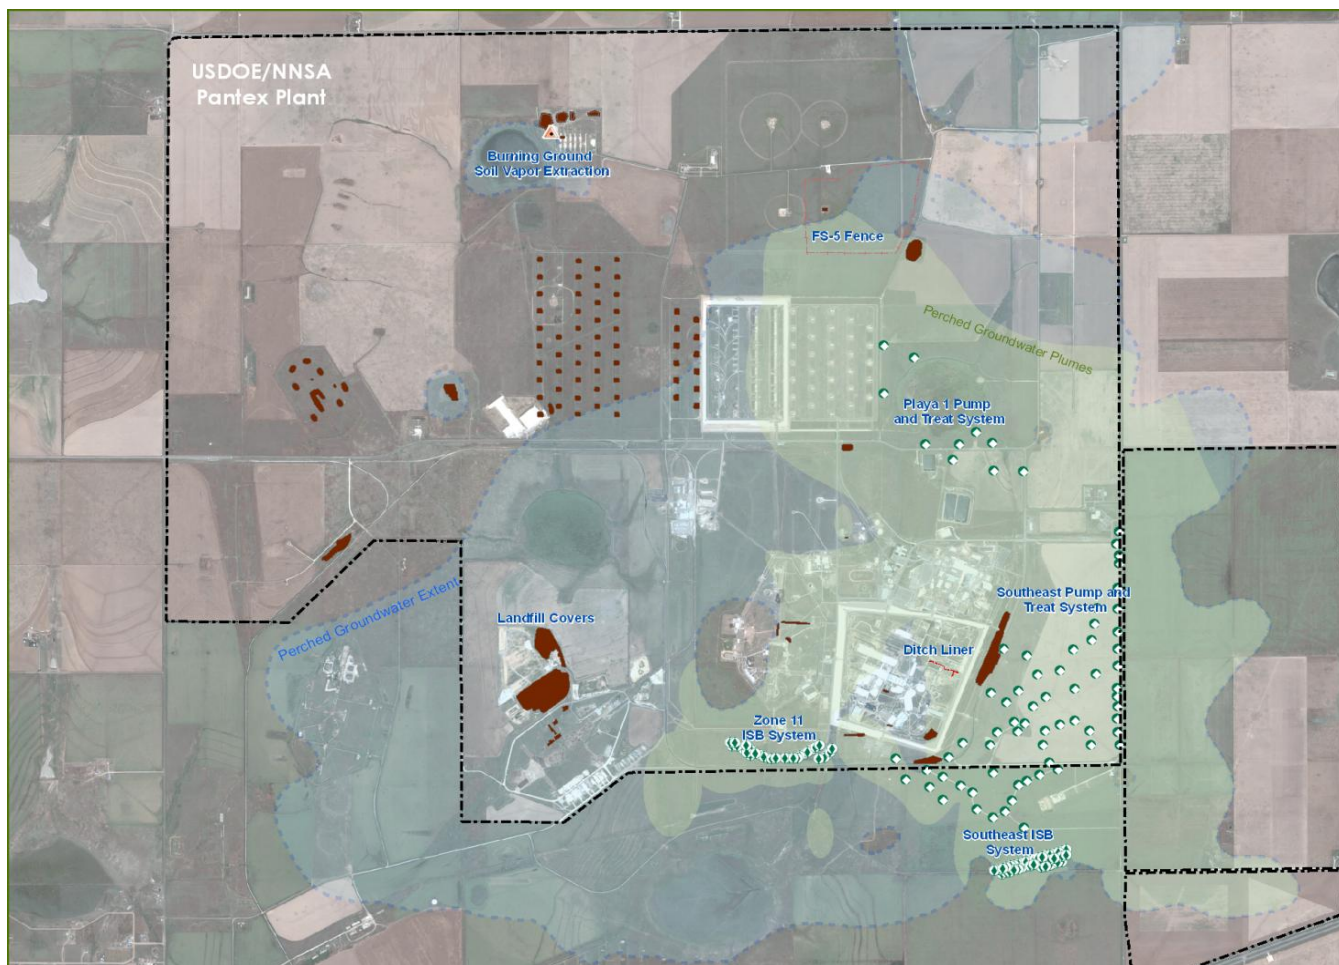 USDOE/NNSA
Pantex Plant
Burning Ground
Soil Vapor Extraction
FS-5 Fence
Perched Groundwater Plumes
Playa 1 Pump
and Treat System
Perched Groundwater Extent
Landfill Covers
Southeast Pump and
Treat System
Ditch Liner
Zone 11
ISB System
Southeast ISB
System